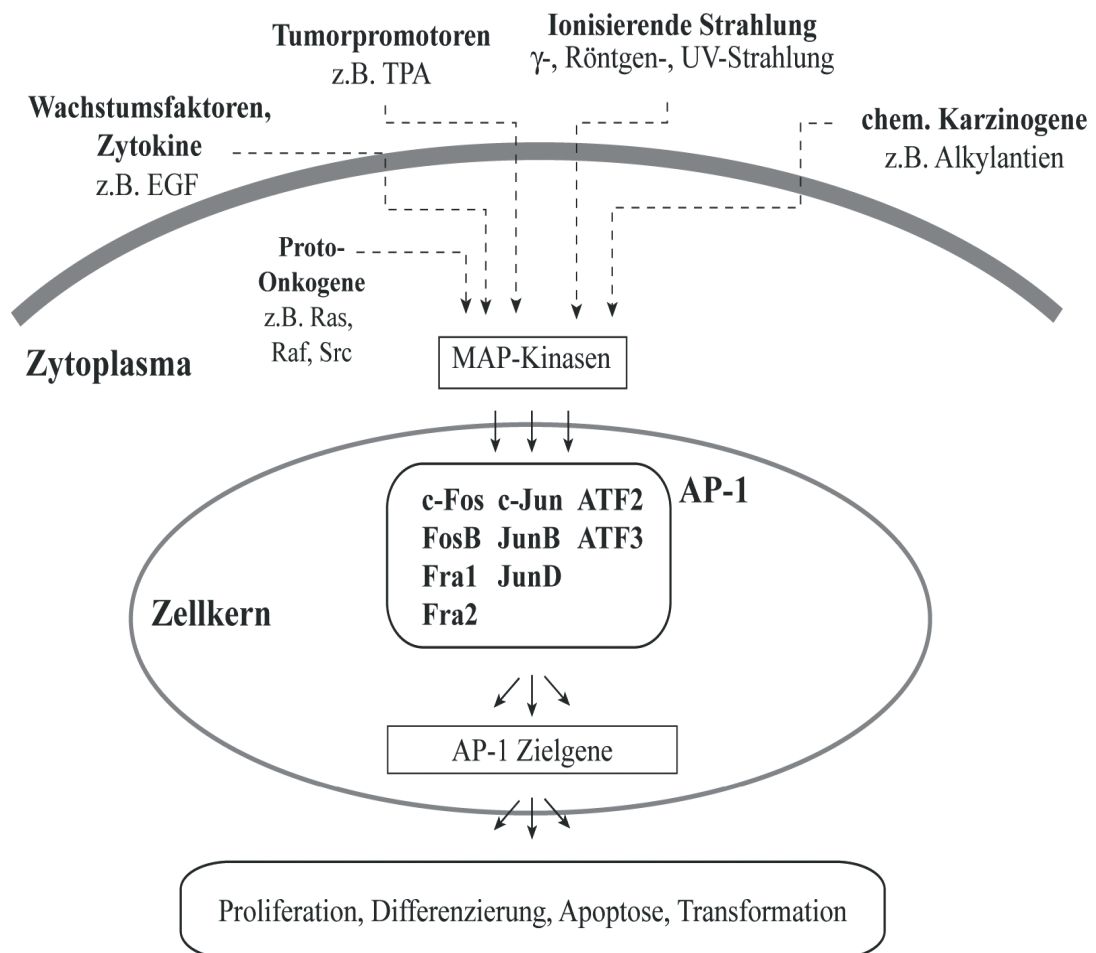 Tumorpromotoren
z.B. TPA
Ionisierende Strahlung
γ-, Röntgen-, UV-Strahlung
Wachstumsfaktoren,
Zytokine
z.B. EGF
chem. Karzinogene
z.B. Alkylantien
Proto-
Onkogene
z.B. Ras,
Raf, Src
Zytoplasma
MAP-Kinasen
AP-1
c-Fos c-Jun ATF2
FosB JunB ATF3
Fra1 JunD
Fra2
Zellkern
AP-1 Zielgene
Proliferation, Differenzierung, Apoptose, Transformation